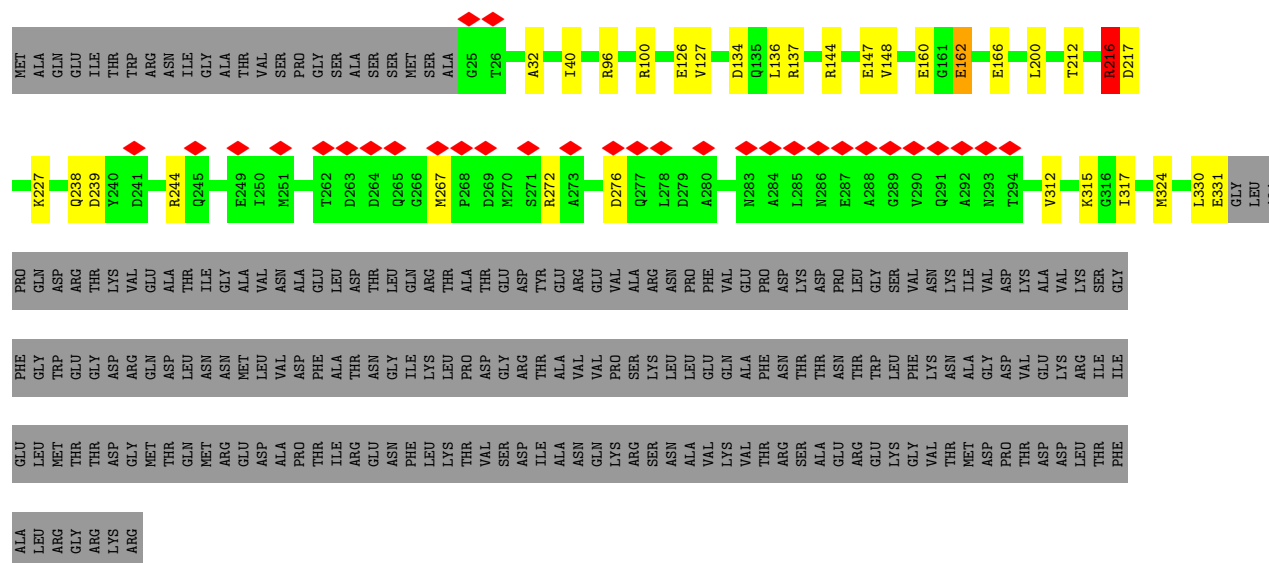 MET ALA GLN GLU ILE THR TRP ARG ASN ILE GLY ALA THR VAL SER PRO GLY SER ALA SER SER MET SER ALA G25 T26 A32 I40 R96 R100 E126 V127 D134 Q135 L136 R137 R144 E147 V148 E160 G161 E162 E166 L200 T212 R216 D217
K227 Q238 D239 Y240 D241 R244 Q245 E249 I250 M251 T262 D263 D264 Q265 G266 M267 P268 D269 M270 S271 R272 A273 D276 Q277 L278 D279 A280 N283 A284 L285 N286 E287 A288 G289 V290 Q291 A292 N293 T294 V312 K315 G316 I317 M324 L330 E331 GLY LEU
PRO GLN ASP ARG THR LYS VAL GLU ALA THR ILE GLY ALA VAL ASN ALA GLU LEU ASP THR LEU GLN ARG THR ALA THR GLU ASP TYR GLU ARG GLU VAL ALA ARG ASN PRO PHE VAL GLU PRO ASP LYS ASP PRO LEU GLY SER VAL ASN LYS ILE VAL ASP LYS ALA VAL LYS SER GLY
PHE GLY TRP GLU GLY ASP ARG GLN ASP LEU ASN ASN MET LEU VAL ASP PHE ALA THR ASN GLY ILE LYS LEU PRO ASP GLY ARG THR ALA VAL VAL PRO SER LYS LEU LEU GLU GLN ALA PHE ASN THR THR ASN THR TRP LEU PHE LYS ASN ALA GLY ASP VAL GLU LYS ARG ILE ILE
GLU LEU MET THR THR ASP GLY MET THR GLN MET ARG GLU ASP ALA PRO THR ILE ARG GLU ASN PHE LEU LYS THR VAL SER ASP ILE ALA ASN GLN LYS ARG SER ASN ALA VAL LYS VAL THR ARG SER ALA GLU ARG GLU LYS GLY VAL THR MET ASP PRO THR ASP ASP LEU THR PHE
ALA LEU ARG GLY ARG LYS ARG